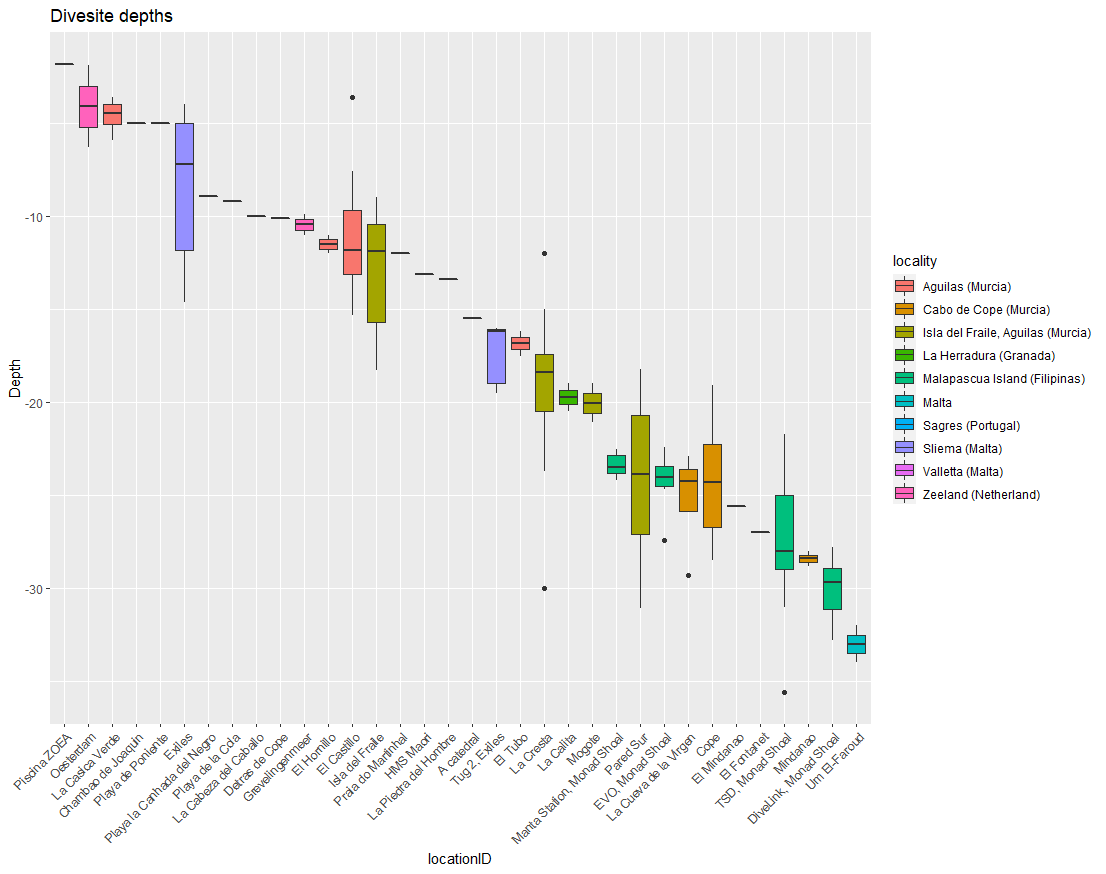 Divesite depths
Depth
-10
-20
-30
Piscina ZOEA
Oesterdam
La Casica Verde
Chambao de Joaquin
Playa de Poniente
Exiles
Playa la Canhada del Negro
Playa de la Cola
La Cabeza del Caballo
Detras de Cope
Grevelingenmeer
El Hornillo
El Castillo
Isla del Fraile
Praia do Martinhal
HMS Maori
La Piedra del Hombre
A catedral
Tug 2, Exiles
El Tubo
La Cresta
La Calita
Mogote
Manta Station, Monad Shoal
Pared Sur
EVO, Monad Shoal
La Cueva de la Virgen
Cope
El Mindanao
El Fontanet
TSD, Monad Shoal
Mindanao
DiveLink, Monad Shoal
Um El-Faroud
locationID
locality
Aguilas (Murcia)
Cabo de Cope (Murcia)
Isla del Fraile, Aguilas (Murcia)
La Herradura (Granada)
Malapascua Island (Filipinas)
Malta
Sagres (Portugal)
Sliema (Malta)
Valletta (Malta)
Zeeland (Netherland)